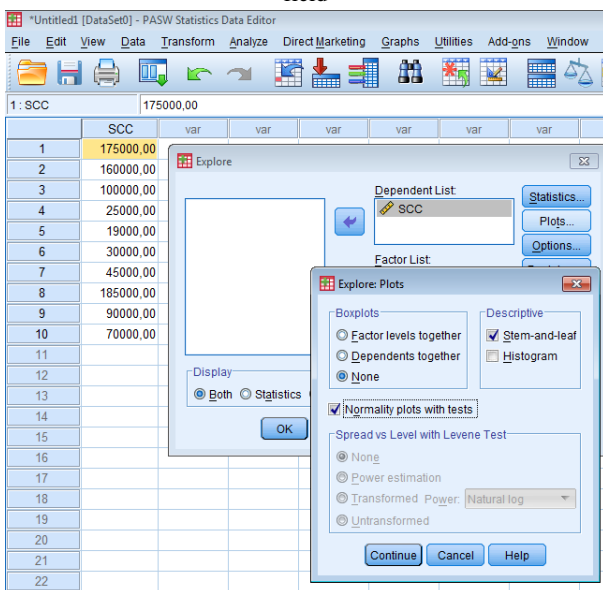 *Untitled1 [DataSet0] - PASW Statistics Data Editor
File Edit View Data Transform Analyze Direct Marketing Graphs Utilities Add-ons Window
1 : SCC 175000,00
SCC var var var var var var
1 175000,00
2 160000,00
3 100000,00
4 25000,00
5 19000,00
6 30000,00
7 45000,00
8 185000,00
9 90000,00
10 70000,00
11
12
13
14
15
16
17
18
19
20
21
22
Explore
Dependent List:
SCC
Statistics...
Plots...
Options...
Factor List:
Display
Both Statistics
OK
Explore: Plots
Boxplots
Factor levels together
Dependents together
None
Descriptive
Stem-and-leaf
Histogram
Normality plots with tests
Spread vs Level with Levene Test
None
Power estimation
Transformed Power: Natural log
Untransformed
Continue Cancel Help